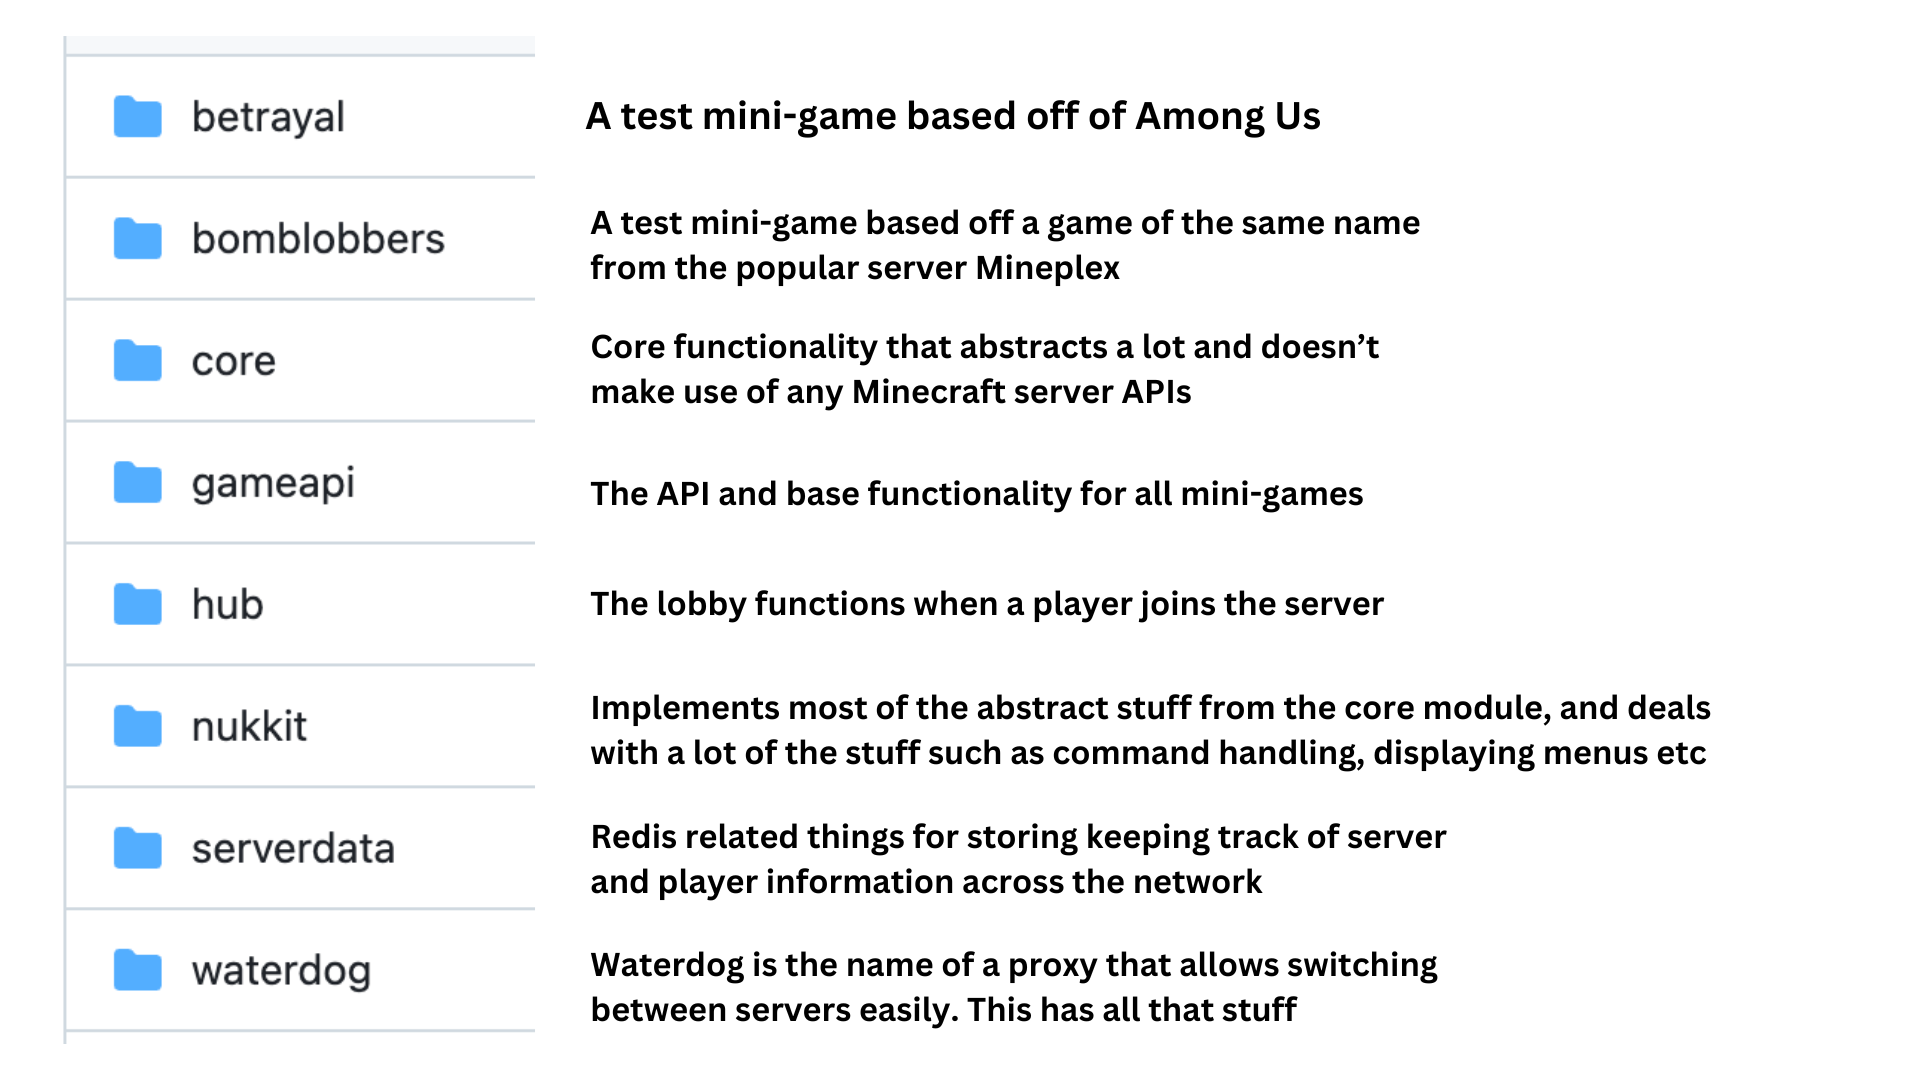 betrayal
A test mini-game based off of Among Us
bomblobbers
A test mini-game based off a game of the same name
from the popular server Mineplex
core
Core functionality that abstracts a lot and doesn’t
make use of any Minecraft server APIs
gameapi
The API and base functionality for all mini-games
hub
The lobby functions when a player joins the server
nukkit
Implements most of the abstract stuff from the core module, and deals
with a lot of the stuff such as command handling, displaying menus etc
serverdata
Redis related things for storing keeping track of server
and player information across the network
waterdog
Waterdog is the name of a proxy that allows switching
between servers easily. This has all that stuff